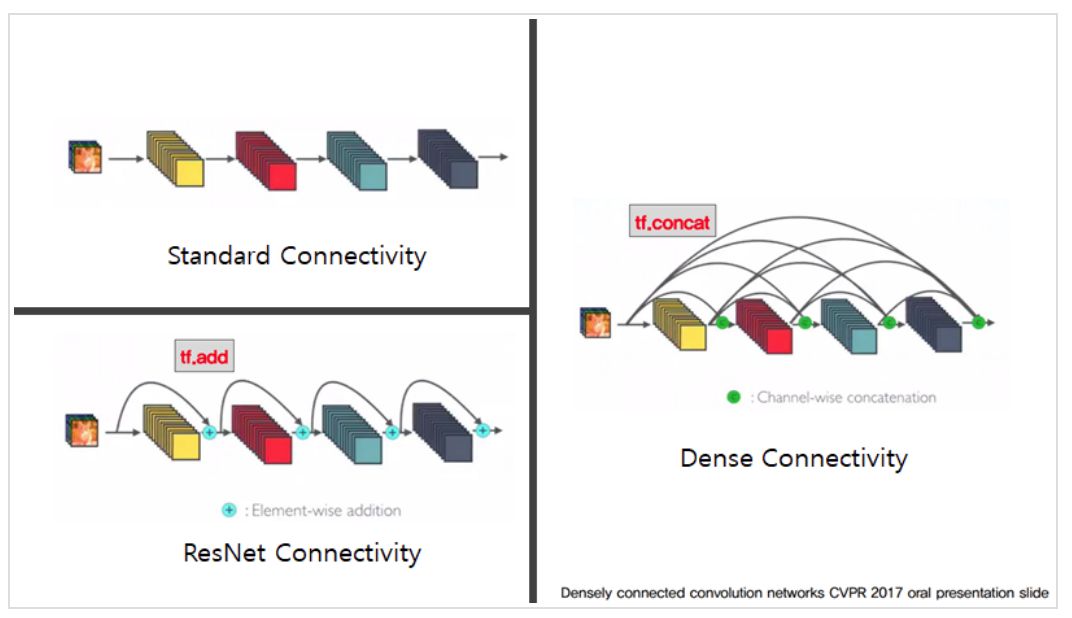 Standard Connectivity
tf.add
+
+
+
+
+ : Element-wise addition
ResNet Connectivity
tf.concat
C
C
C
C
C : Channel-wise concatenation
Dense Connectivity
Densely connected convolution networks CVPR 2017 oral presentation slide